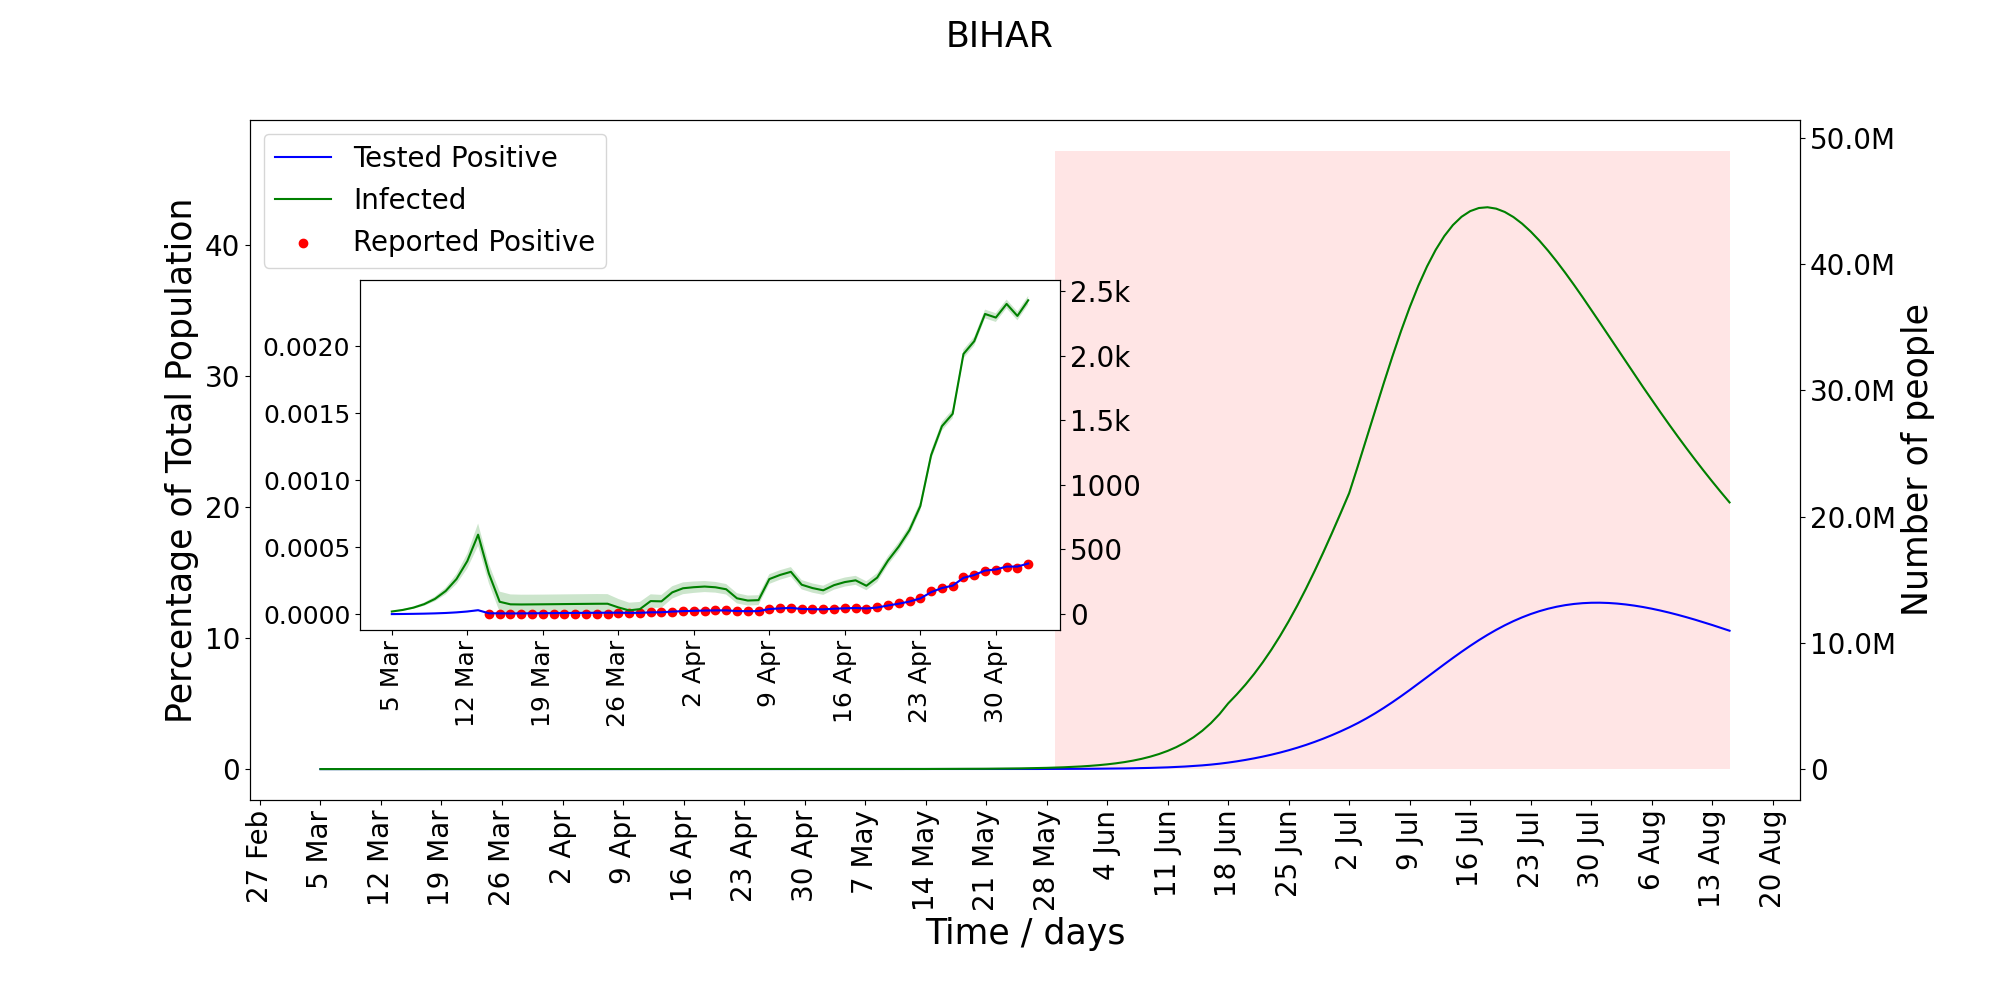 BIHAR
Tested Positive
Infected
Reported Positive
Percentage of Total Population
40
30
20
10
0
0.0020
0.0015
0.0010
0.0005
0.0000
2.5k
2.0k
1.5k
1000
500
0
5 Mar
12 Mar
19 Mar
26 Mar
2 Apr
9 Apr
16 Apr
23 Apr
30 Apr
50.0M
40.0M
30.0M
20.0M
10.0M
0
Number of people
27 Feb
5 Mar
12 Mar
19 Mar
26 Mar
2 Apr
9 Apr
16 Apr
23 Apr
30 Apr
7 May
14 May
21 May
28 May
4 Jun
11 Jun
18 Jun
25 Jun
2 Jul
9 Jul
16 Jul
23 Jul
30 Jul
6 Aug
13 Aug
20 Aug
Time / days